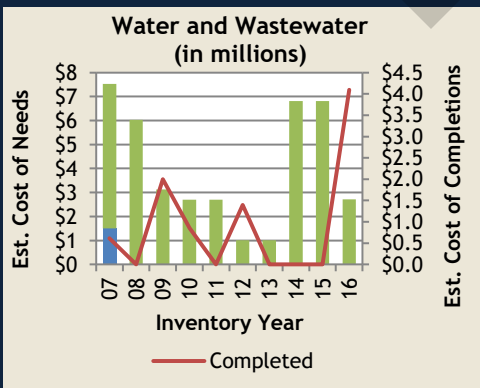 Water and Wastewater
(in millions)
Est. Cost of Needs
$8
$7
$6
$5
$4
$3
$2
$1
$0
$4.5
$4.0
$3.5
$3.0
$2.5
$2.0
$1.5
$1.0
$0.5
$0.0
Est. Cost of Completions
07 08 09 10 11 12 13 14 15 16
Inventory Year
Completed